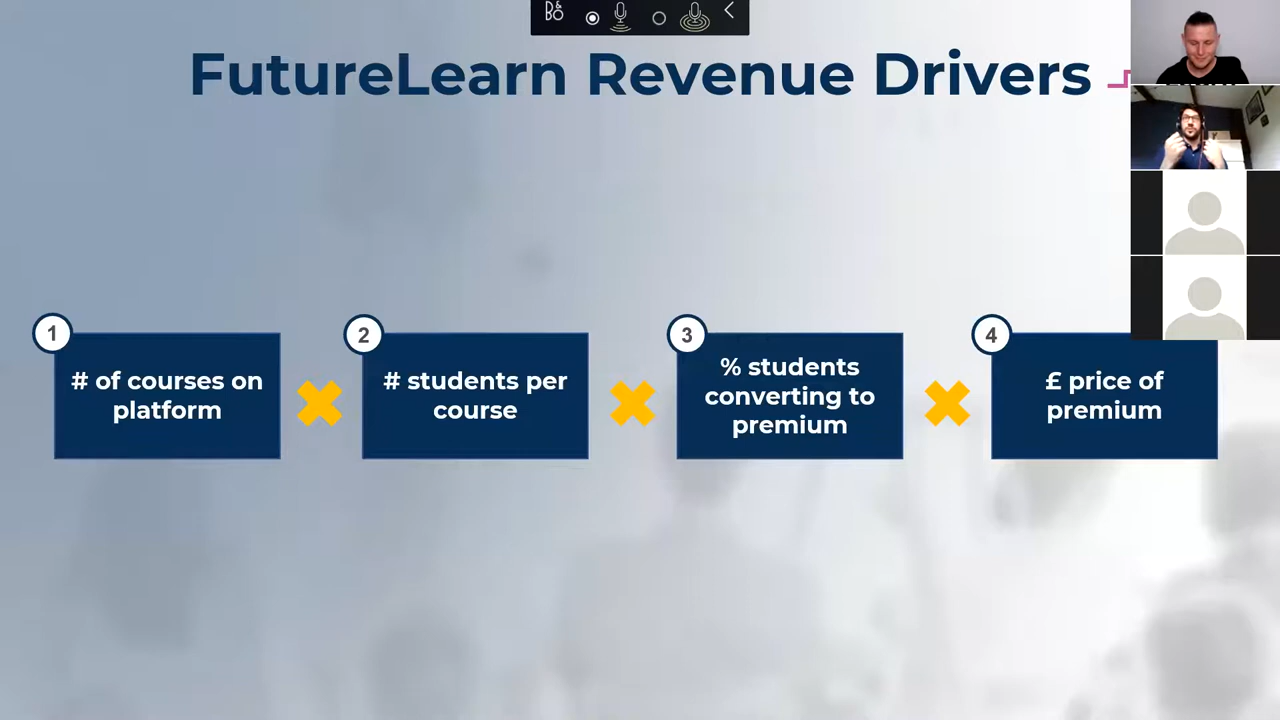 B&O
FutureLearn Revenue Drivers
1
# of courses on
platform
2
# students per
course
3
% students
converting to
premium
4
£ price of
premium